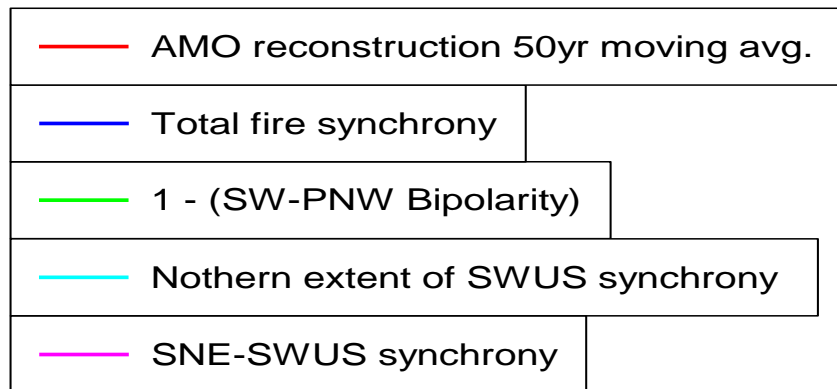 AMO reconstruction 50yr moving avg.
Total fire synchrony
1 - (SW-PNW Bipolarity)
Nothern extent of SWUS synchrony
SNE-SWUS synchrony